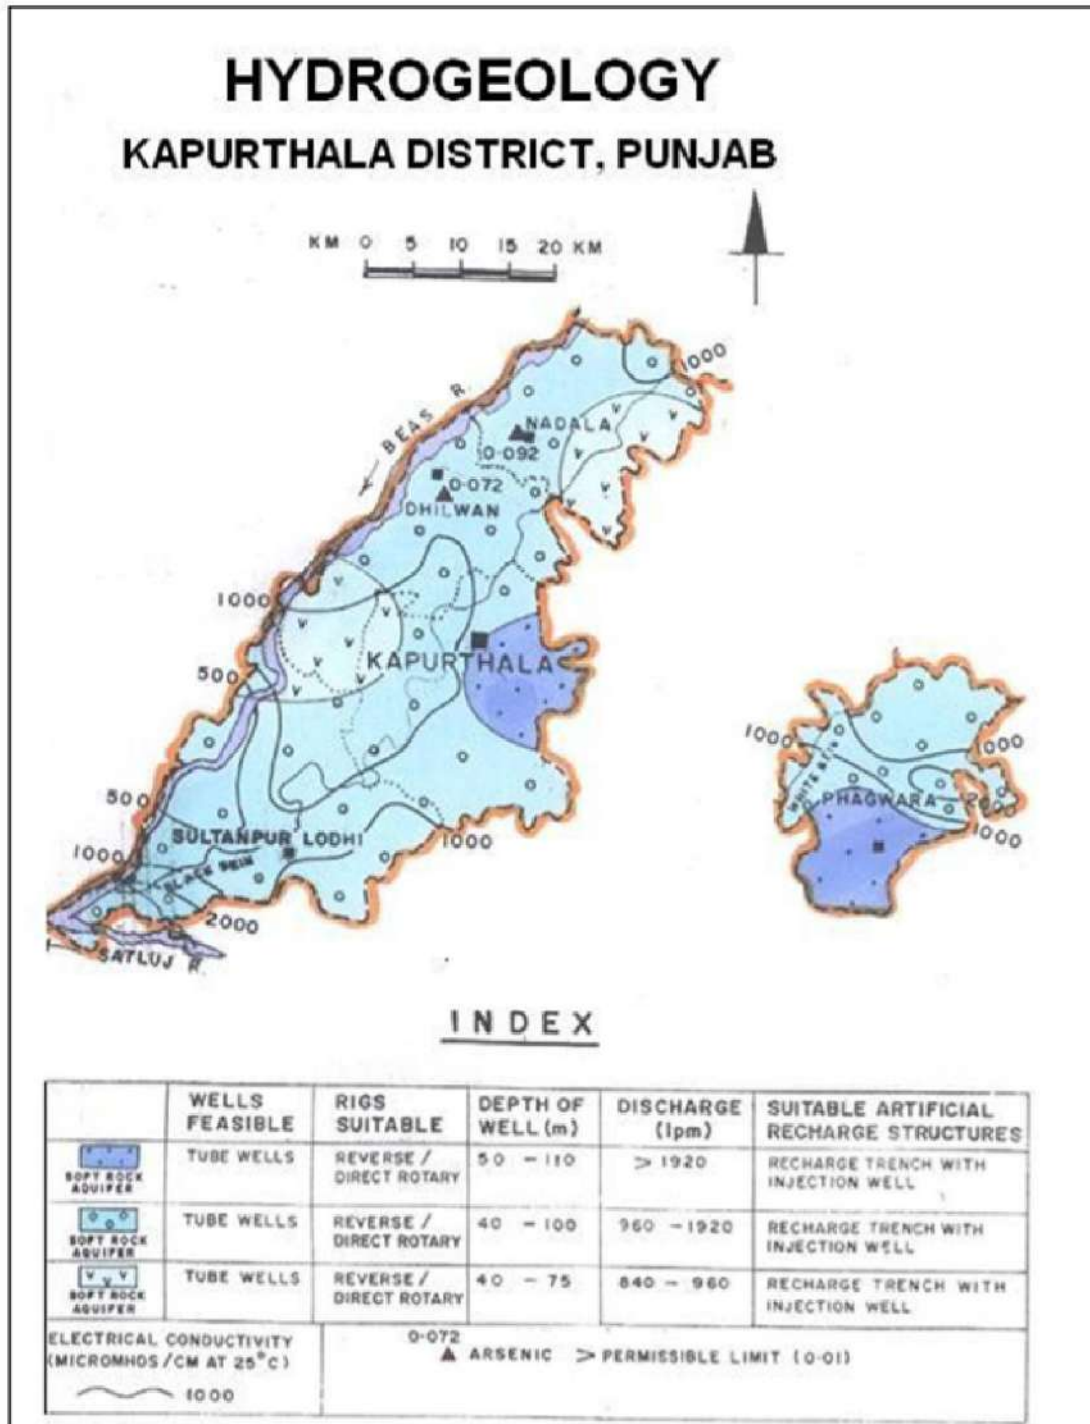 HYDROGEOLOGY
KAPURTHALA DISTRICT, PUNJAB
KM 0 5 10 15 20 KM
1000
BEAS R.
NADALA
0·092
0·072
DHILWAN
1000
KAPURTHALA
500
1000
1000
WHITE BEIN
PHAGWARA
2000
1000
500
SULTANPUR LODHI
1000
1000
BLACK BEIN
2000
SATLUJ R.
INDEX
WELLS FEASIBLE
RIGS SUITABLE
DEPTH OF WELL (m)
DISCHARGE (lpm)
SUITABLE ARTIFICIAL RECHARGE STRUCTURES
SOFT ROCK AQUIFER
TUBE WELLS
REVERSE / DIRECT ROTARY
50 - 110
> 1920
RECHARGE TRENCH WITH INJECTION WELL
SOFT ROCK AQUIFER
TUBE WELLS
REVERSE / DIRECT ROTARY
40 - 100
960 - 1920
RECHARGE TRENCH WITH INJECTION WELL
SOFT ROCK AQUIFER
TUBE WELLS
REVERSE / DIRECT ROTARY
40 - 75
840 - 960
RECHARGE TRENCH WITH INJECTION WELL
ELECTRICAL CONDUCTIVITY
(MICROMHOS/CM AT 25°C)
1000
0·072
ARSENIC > PERMISSIBLE LIMIT (0·01)